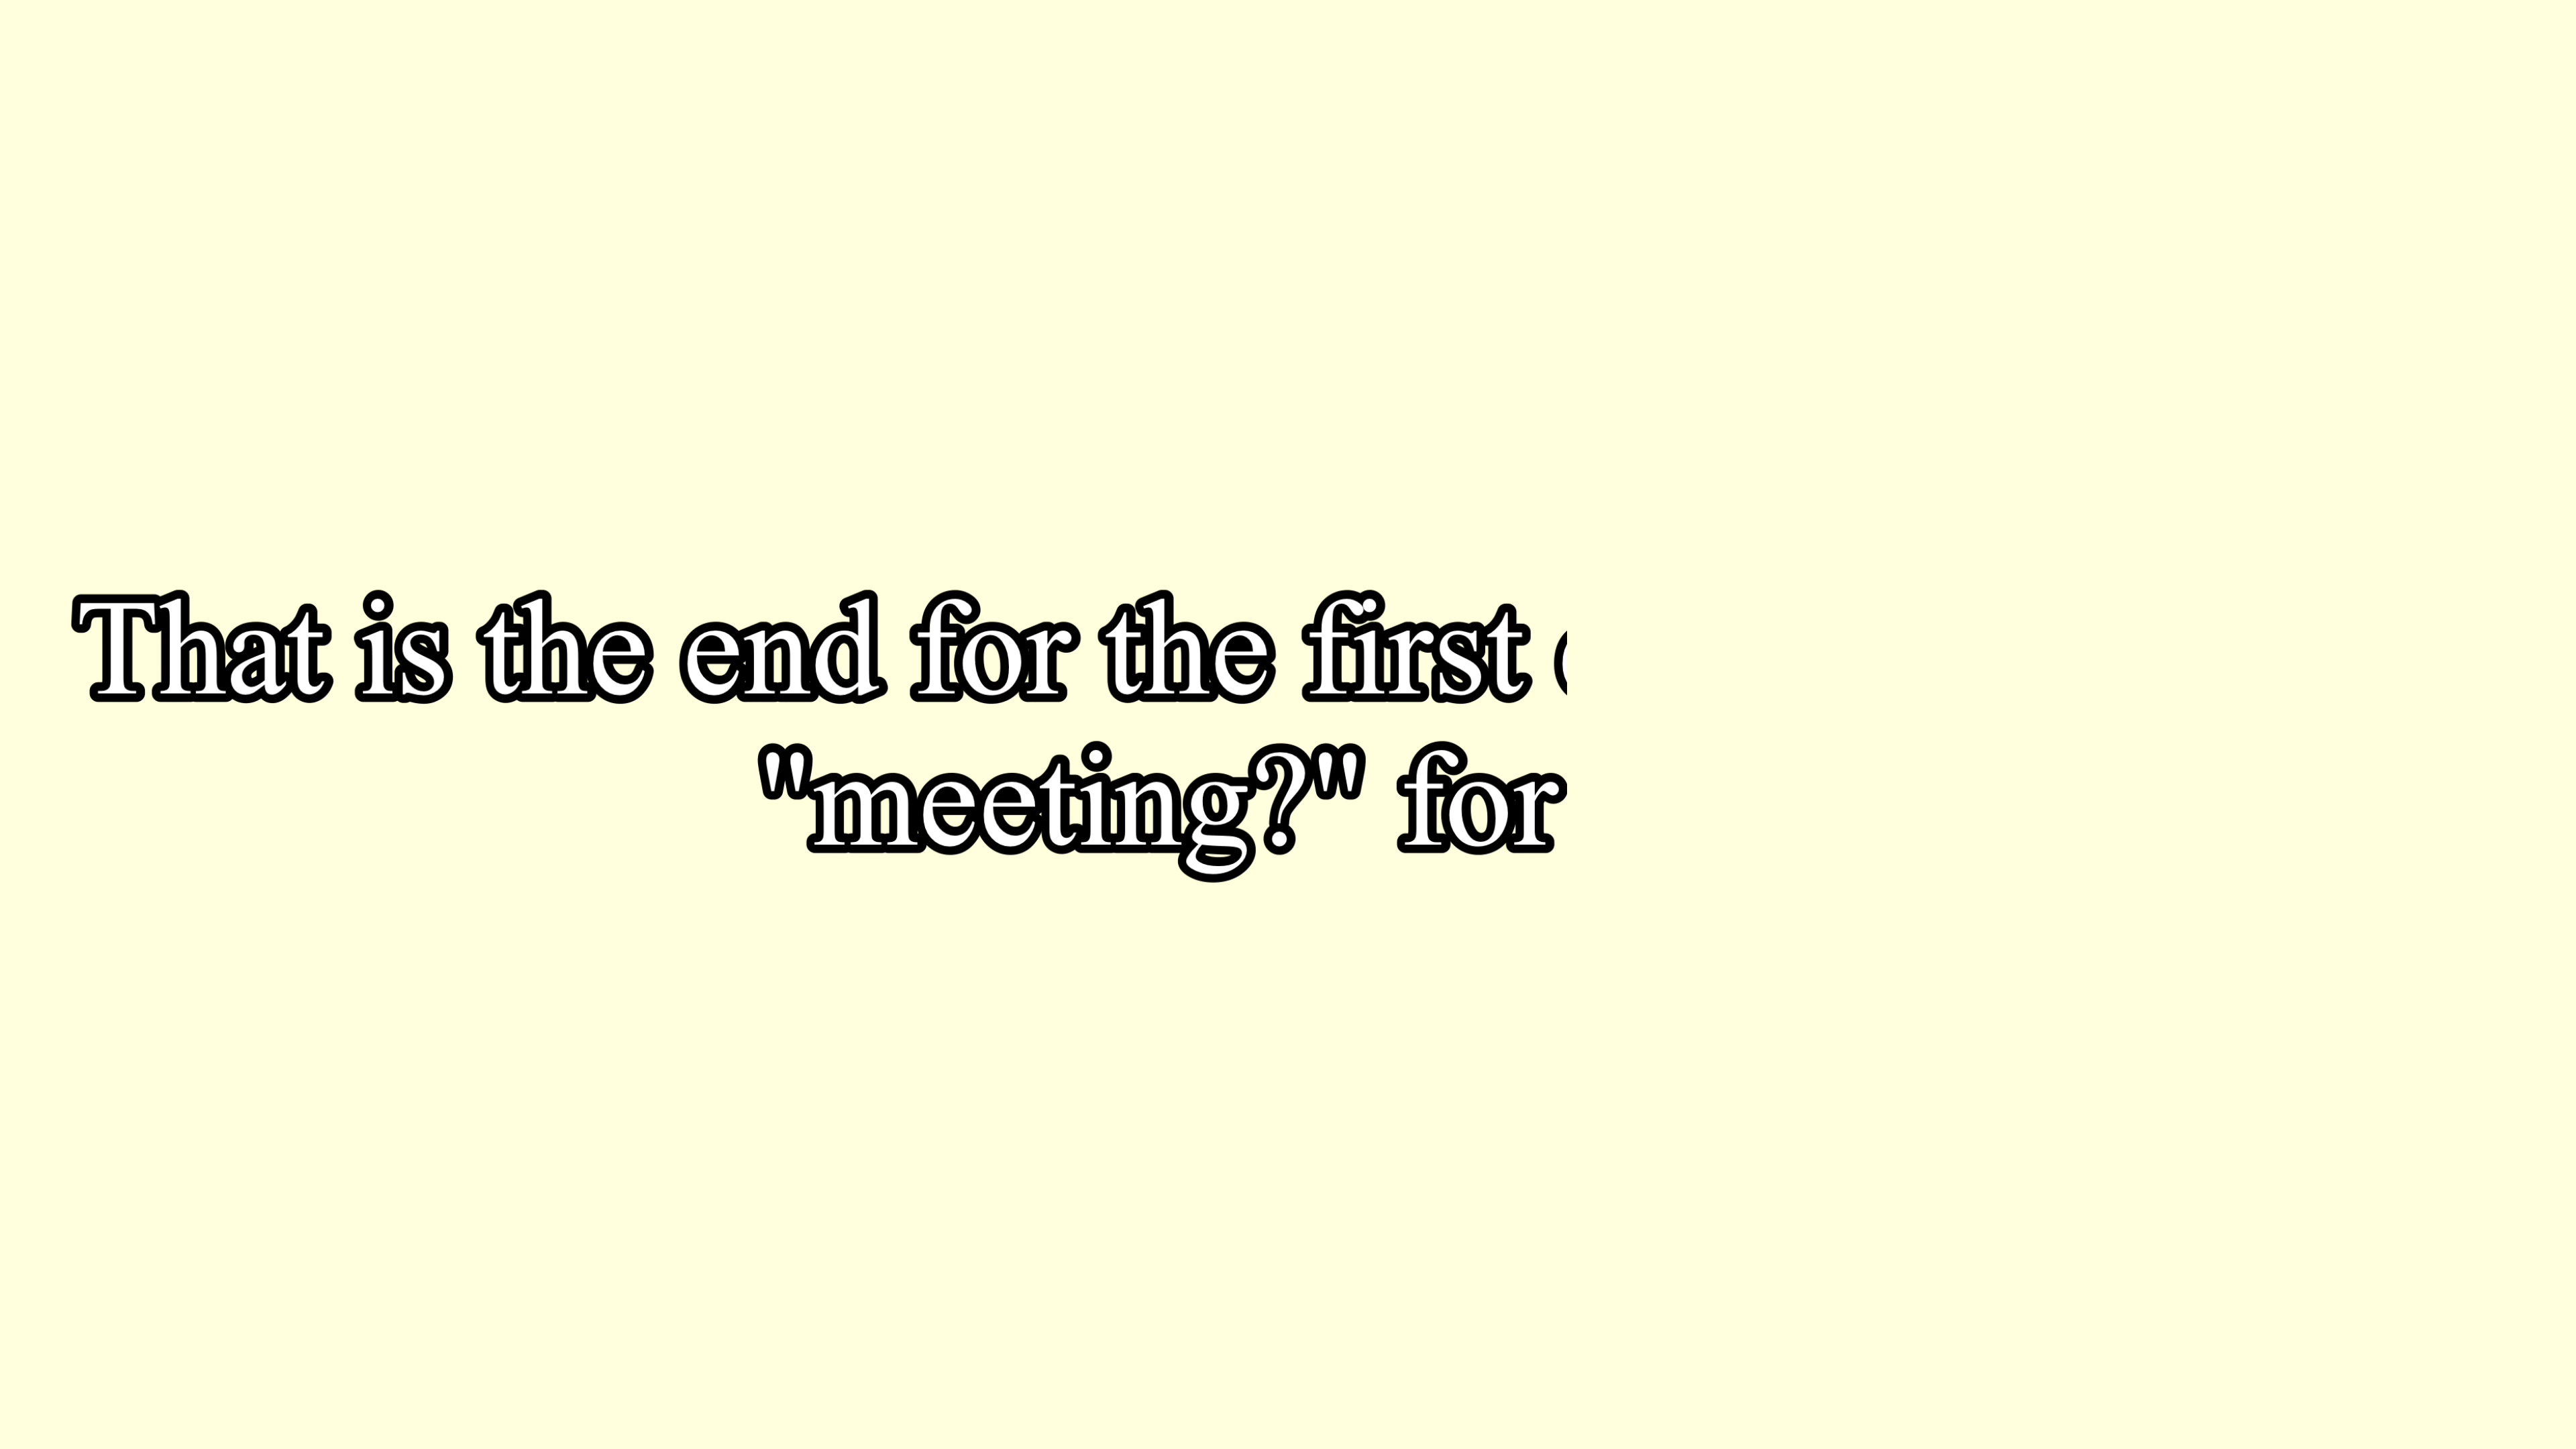 That is the end for the first
"meeting?" for